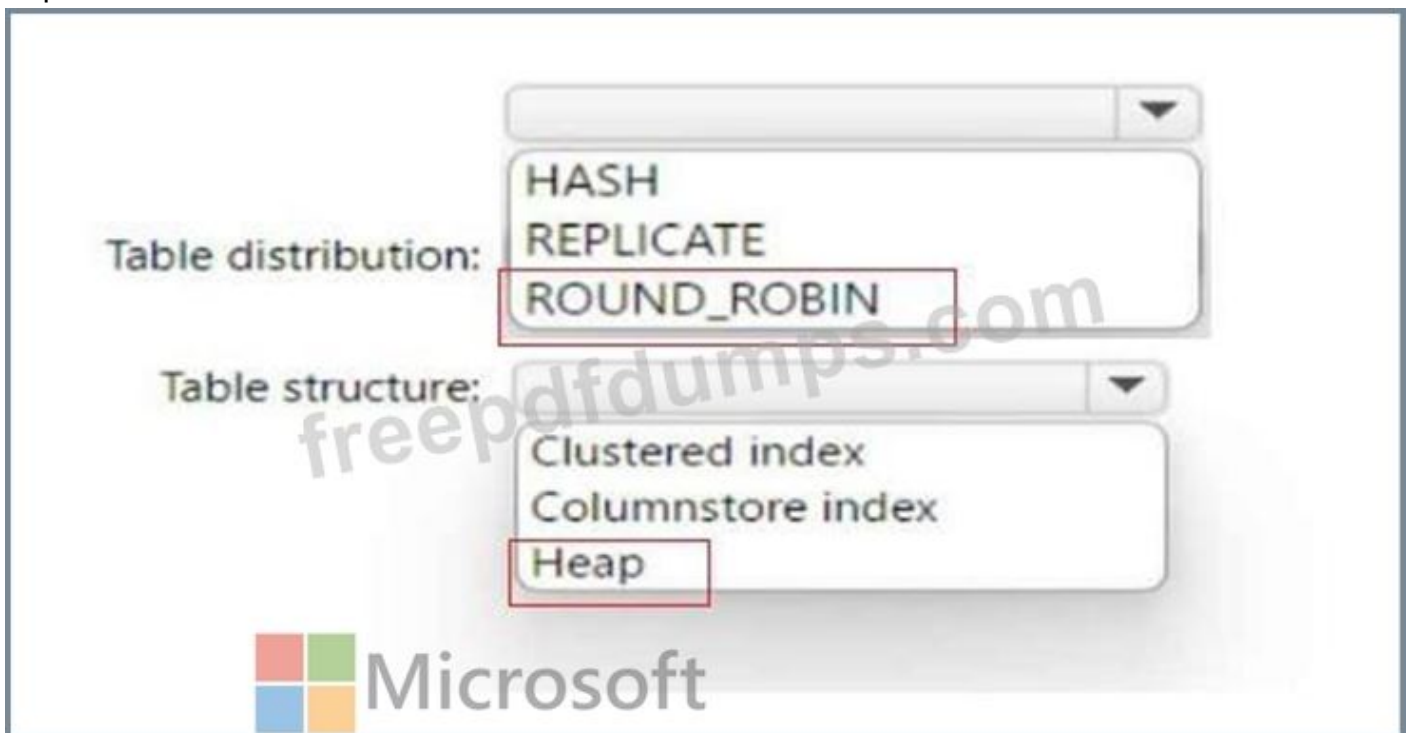 HASH
REPLICATE
Table distribution:
ROUND_ROBIN
Table structure:
Clustered index
Columnstore index
Heap
freepdfdumps.com
Microsoft